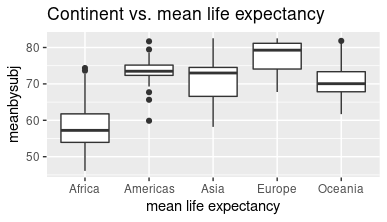 Continent vs. mean life expectancy
meanbysubj
80
70
60
50
Africa Americas Asia Europe Oceania
mean life expectancy